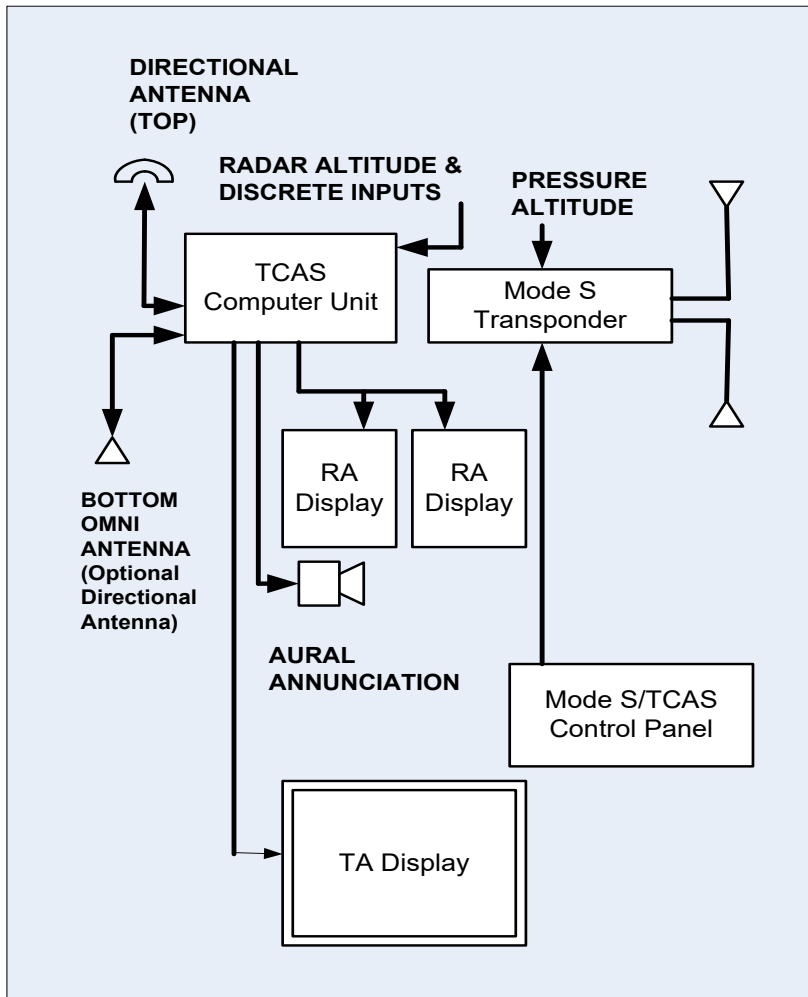 DIRECTIONAL
ANTENNA
(TOP)
RADAR ALTITUDE &
DISCRETE INPUTS
PRESSURE
ALTITUDE
TCAS
Computer Unit
Mode S
Transponder
RA
Display
RA
Display
BOTTOM
OMNI
ANTENNA
(Optional
Directional
Antenna)
AURAL
ANNUNCIATION
Mode S/TCAS
Control Panel
TA Display